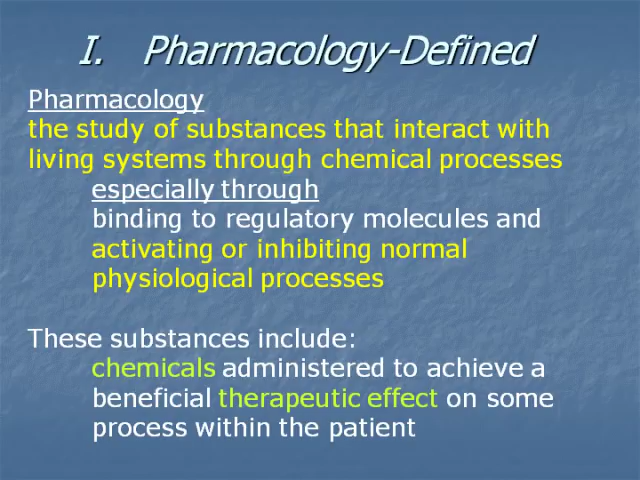 I. Pharmacology-Defined
Pharmacology
the study of substances that interact with
living systems through chemical processes
especially through
binding to regulatory molecules and
activating or inhibiting normal
physiological processes
These substances include:
chemicals administered to achieve a
beneficial therapeutic effect on some
process within the patient